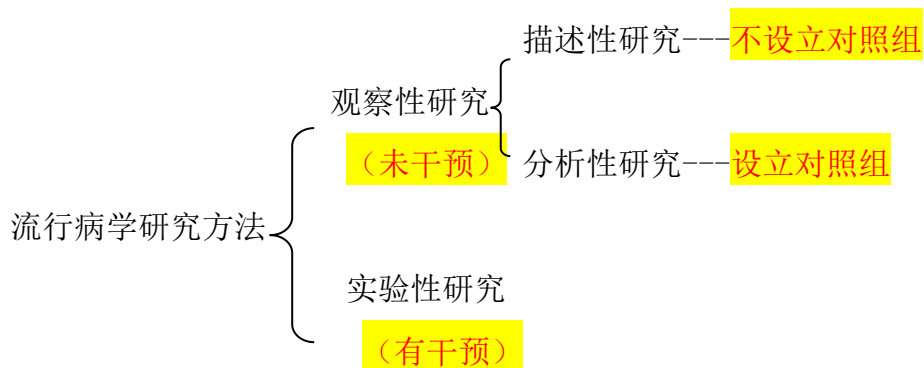 描述性研究---不设立对照组
观察性研究
（未干预）
分析性研究---设立对照组
流行病学研究方法
实验性研究
（有干预）